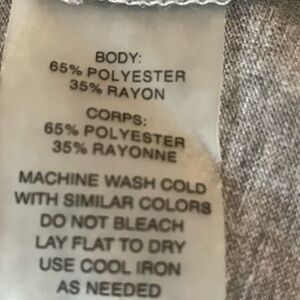 BODY:
65% POLYESTER
35% RAYON
CORPS:
65% POLYESTER
35% RAYONNE
MACHINE WASH COLD
WITH SIMILAR COLORS
DO NOT BLEACH
LAY FLAT TO DRY
USE COOL IRON
AS NEEDED